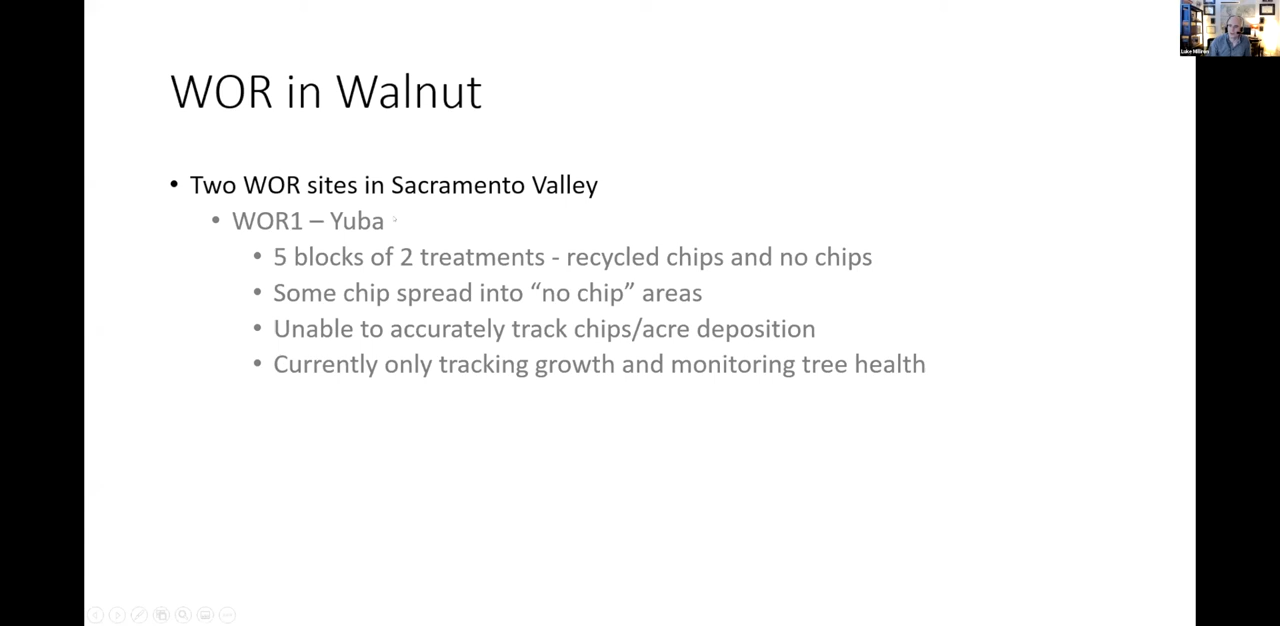 Luke Milliron
WOR in Walnut
• Two WOR sites in Sacramento Valley
• WOR1 – Yuba
• 5 blocks of 2 treatments - recycled chips and no chips
• Some chip spread into “no chip” areas
• Unable to accurately track chips/acre deposition
• Currently only tracking growth and monitoring tree health